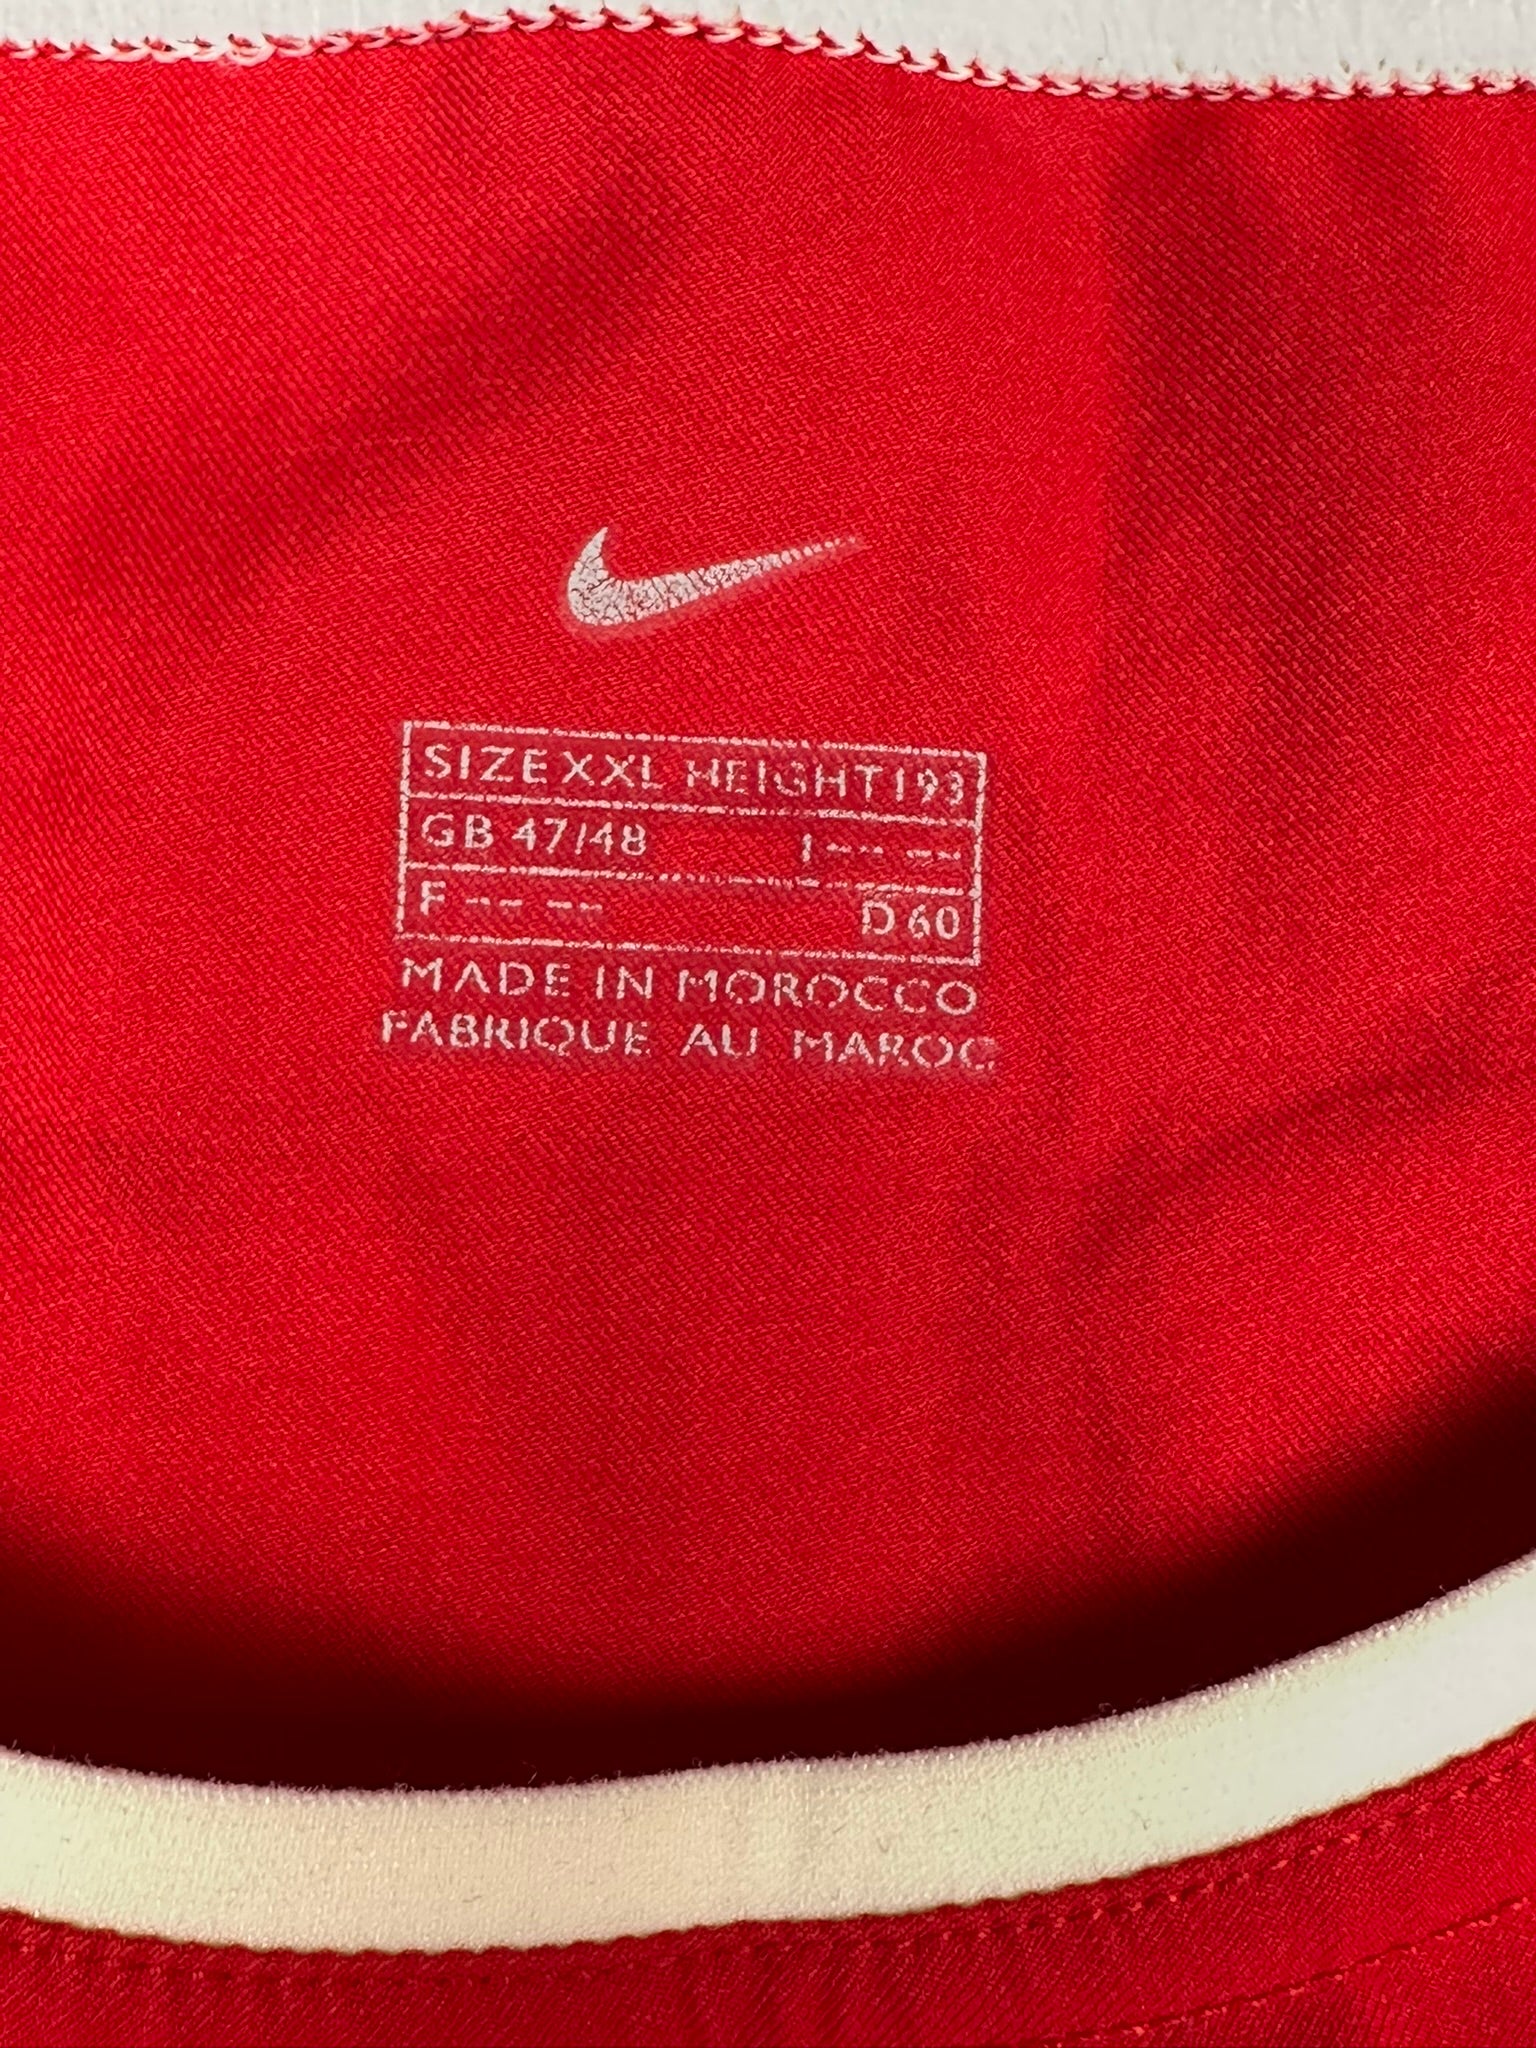 SIZE XXL HEIGHT 193
GB 47/48 I -- --
F -- -- D 60
MADE IN MOROCCO
FABRIQUE AU MAROC